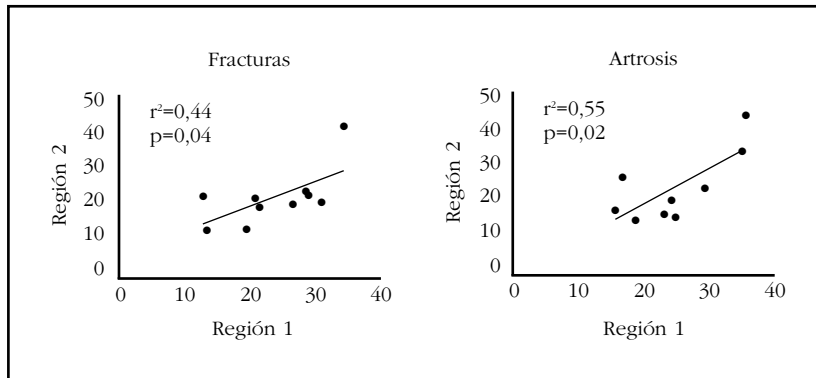 Fracturas
50
40
30
20
10
0
r²=0,44
p=0,04
Región 2
0 10 20 30 40
Región 1
Artrosis
50
40
30
20
10
0
r²=0,55
p=0,02
Región 2
0 10 20 30 40
Región 1